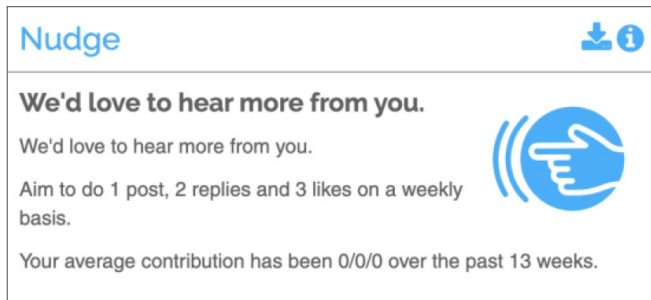 Nudge
We'd love to hear more from you.
We'd love to hear more from you.
Aim to do 1 post, 2 replies and 3 likes on a weekly
basis.
Your average contribution has been 0/0/0 over the past 13 weeks.